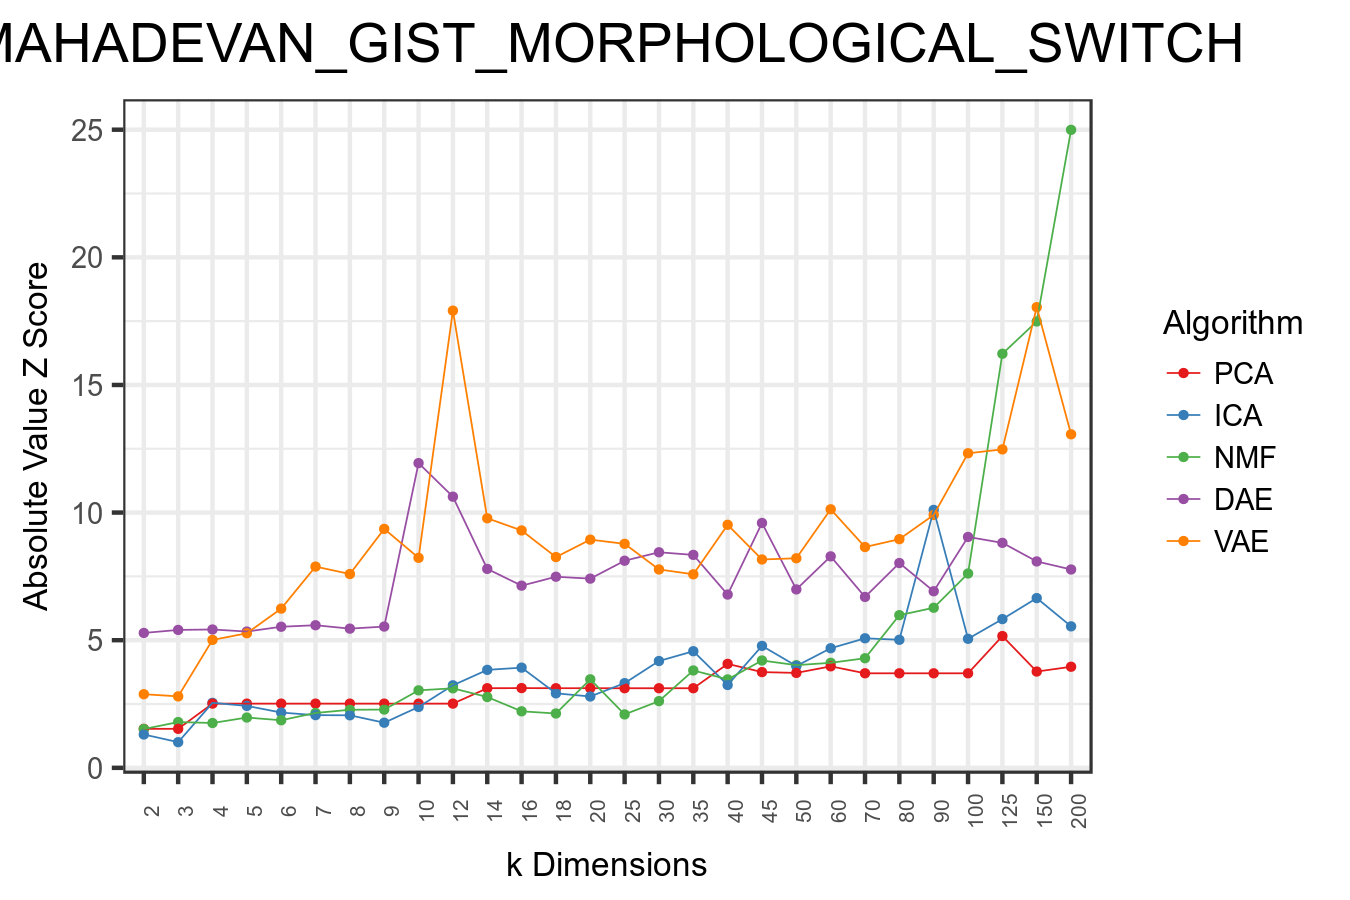 MAHADEVAN_GIST_MORPHOLOGICAL_SWITCH
Absolute Value Z Score
25
20
15
10
5
0
2 3 4 5 6 7 8 9 10 12 14 16 18 20 25 30 35 40 45 50 60 70 80 90 100 125 150 200
k Dimensions
Algorithm
PCA
ICA
NMF
DAE
VAE